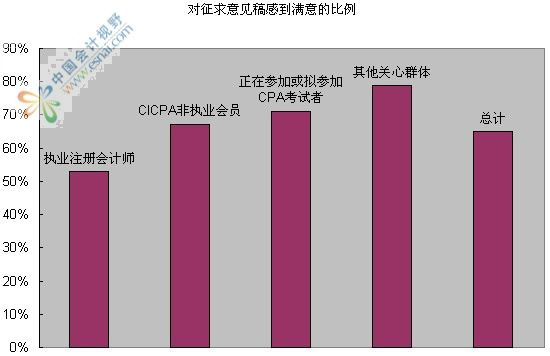 对征求意见稿感到满意的比例
中国会计视野
www.esnai.com
90%
80%
70%
60%
50%
40%
30%
20%
10%
0%
执业注册会计师
CICPA非执业会员
正在参加或拟参加
CPA考试者
其他关心群体
总计